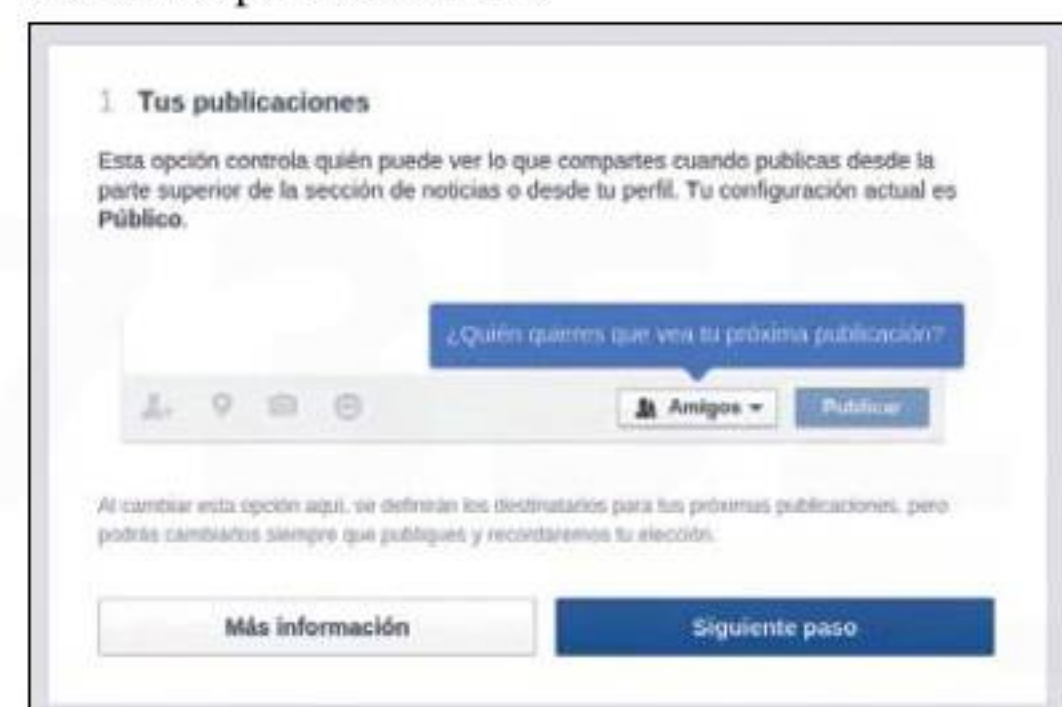 1 Tus publicaciones
Esta opción controla quién puede ver lo que compartes cuando publicas desde la
parte superior de la sección de noticias o desde tu perfil. Tu configuración actual es
Público.
¿Quién quieres que vea tu próxima publicación?
Amigos
Publicar
Al cambiar esta opción aquí, se definirán los destinatarios para tus próximas publicaciones, pero
podrás cambiarlos siempre que publiques y recordaremos tu elección.
Más información
Siguiente paso